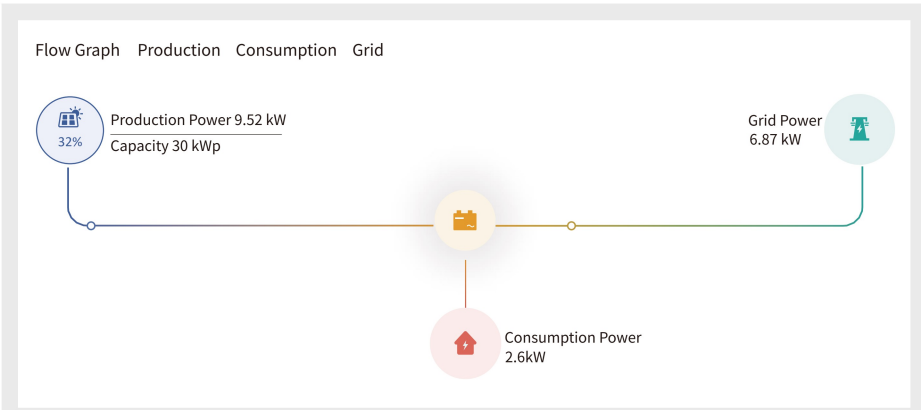 Flow Graph Production Consumption Grid
32%
Production Power 9.52 kW
Capacity 30 kWp
Grid Power
6.87 kW
Consumption Power
2.6kW